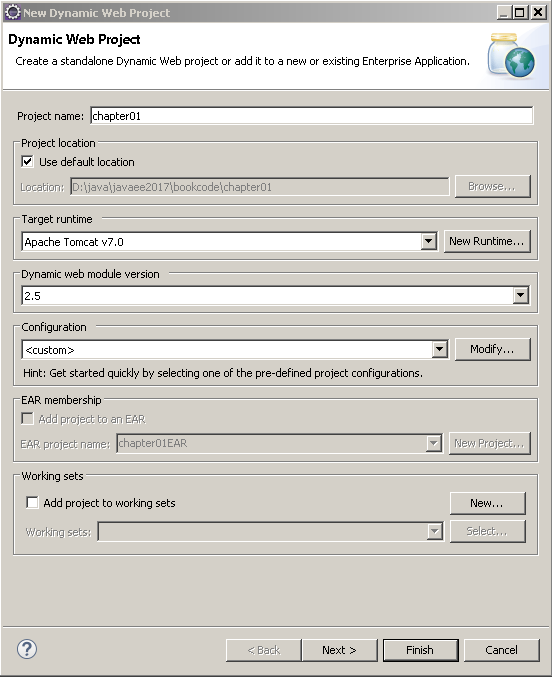 New Dynamic Web Project
Dynamic Web Project
Create a standalone Dynamic Web project or add it to a new or existing Enterprise Application.
Project name: chapter01
Project location
Use default location
Location: D:\java\javaee2017\bookcode\chapter01 Browse...
Target runtime
Apache Tomcat v7.0 New Runtime...
Dynamic web module version
2.5
Configuration
<custom> Modify...
Hint: Get started quickly by selecting one of the pre-defined project configurations.
EAR membership
Add project to an EAR
EAR project name: chapter01EAR New Project...
Working sets
Add project to working sets New...
Working sets: Select...
? < Back Next > Finish Cancel